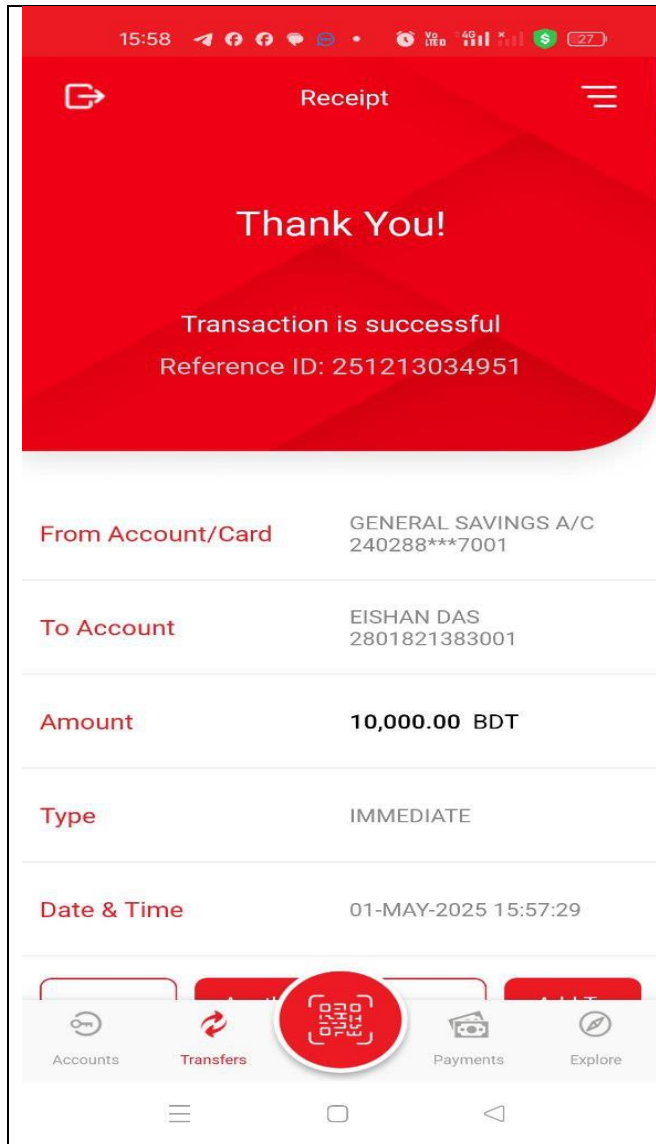 15:58
27
Receipt
Thank You!
Transaction is successful
Reference ID: 251213034951
From Account/Card
GENERAL SAVINGS A/C
240288***7001
To Account
EISHAN DAS
2801821383001
Amount
10,000.00 BDT
Type
IMMEDIATE
Date & Time
01-MAY-2025 15:57:29
Accounts
Transfers
Payments
Explore